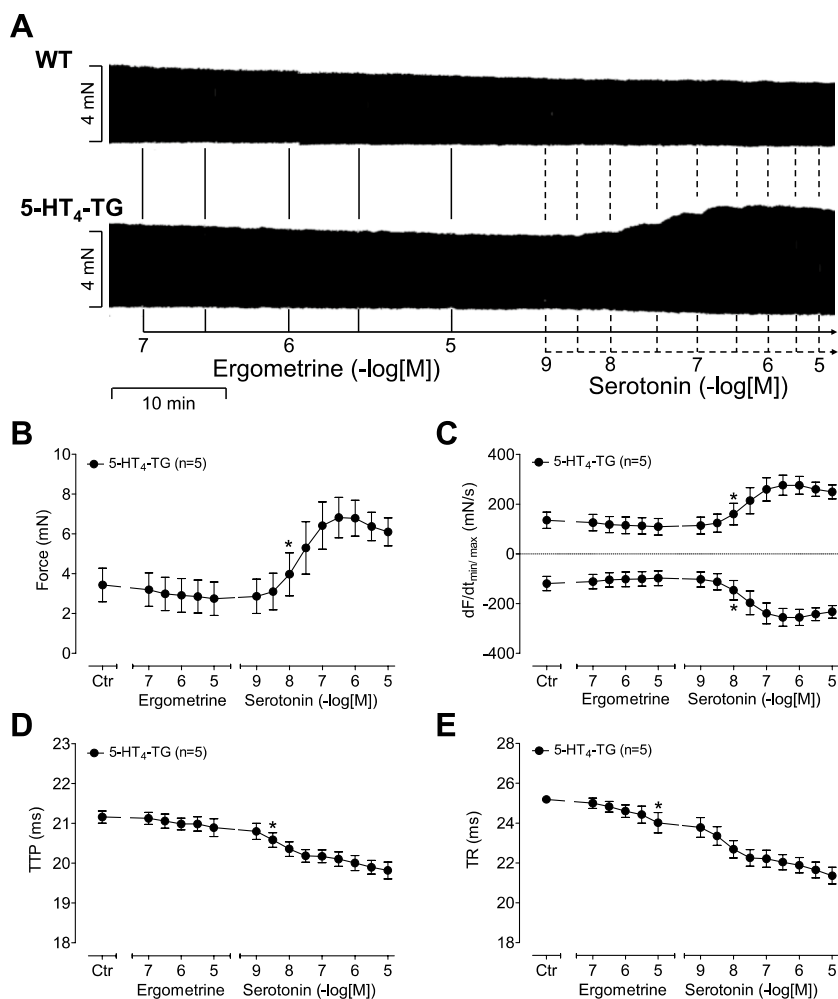 A
WT
4 mN
5-HT4-TG
4 mN
7 6 5 9 8 7 6 5
Ergometrine (-log[M]) Serotonin (-log[M])
10 min
B
5-HT4-TG (n=5)
Force (mN)
10
8
6
4
2
0
*
Ctr 7 6 5 9 8 7 6 5
Ergometrine Serotonin (-log[M])
C
5-HT4-TG (n=5)
dF/dtmin/max (mN/s)
400
200
0
-200
-400
*
*
Ctr 7 6 5 9 8 7 6 5
Ergometrine Serotonin (-log[M])
D
5-HT4-TG (n=5)
TTP (ms)
23
22
21
20
19
18
*
Ctr 7 6 5 9 8 7 6 5
Ergometrine Serotonin (-log[M])
E
5-HT4-TG (n=5)
TR (ms)
28
26
24
22
20
18
*
Ctr 7 6 5 9 8 7 6 5
Ergometrine Serotonin (-log[M])